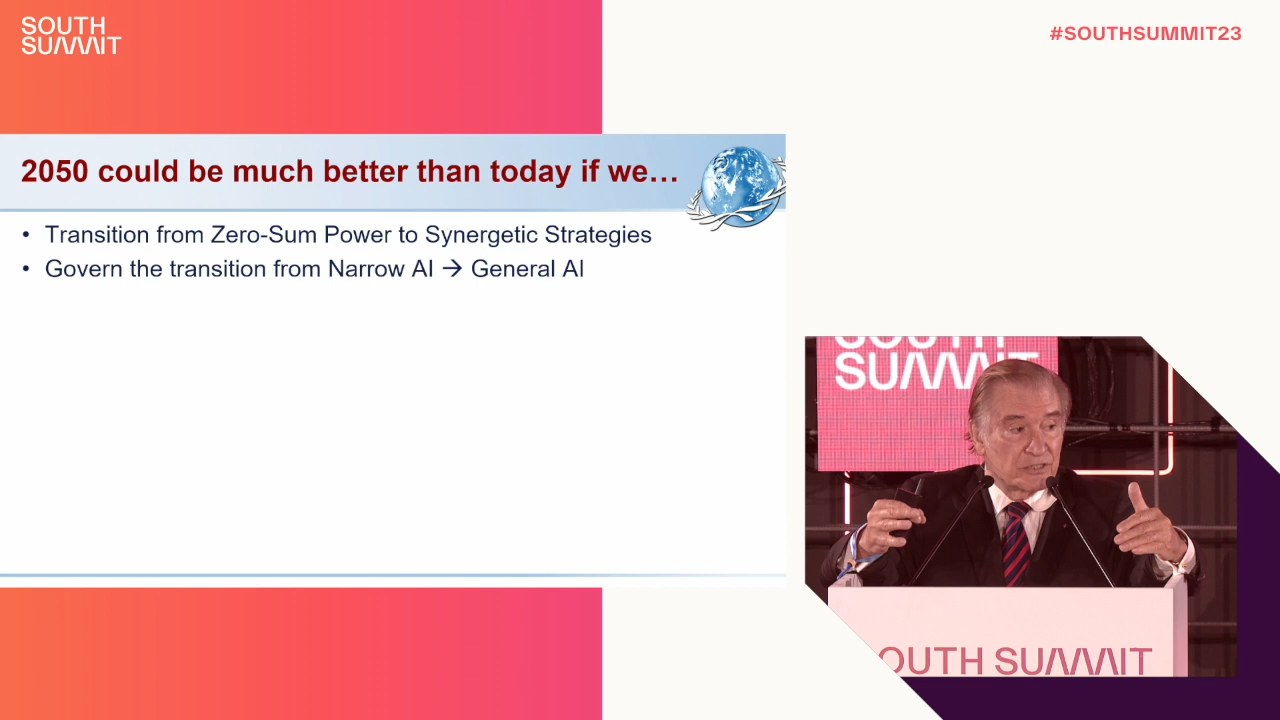 SOUTH
SUMMIT
#SOUTHSUMMIT23
2050 could be much better than today if we…
• Transition from Zero-Sum Power to Synergetic Strategies
• Govern the transition from Narrow AI → General AI
SOUTH
SUMMIT
OUTH SUMMIT